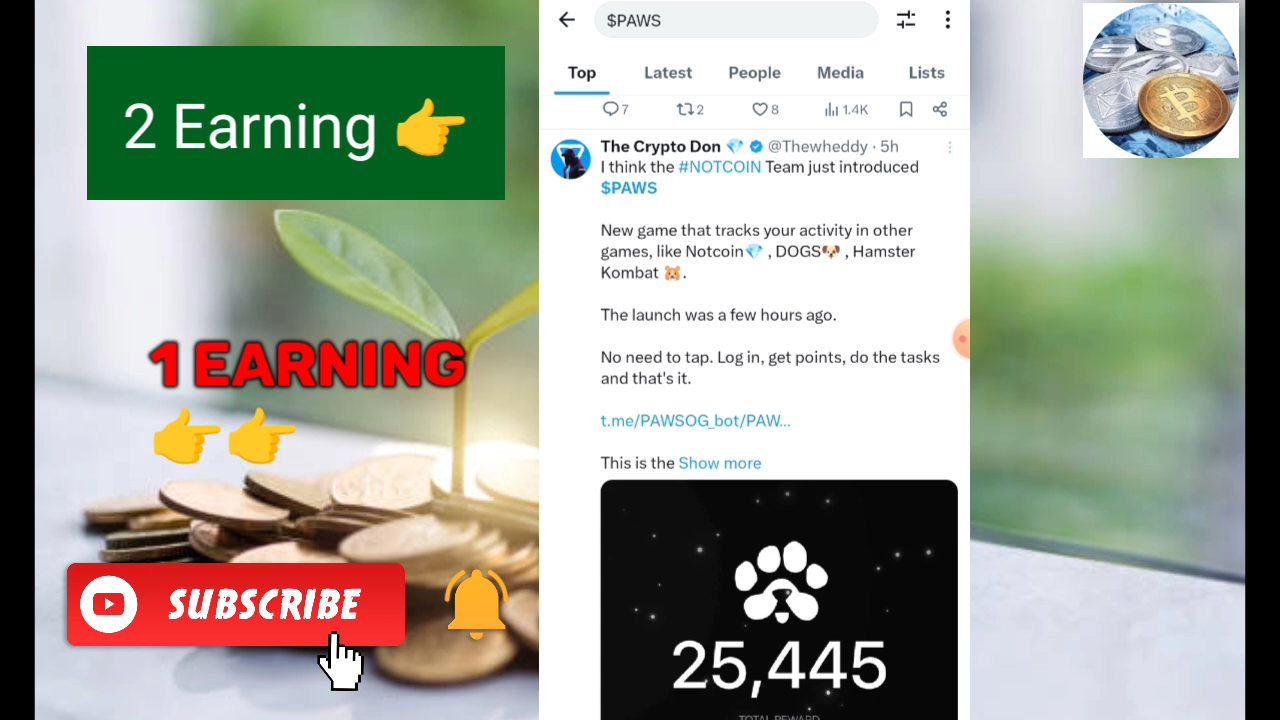 2 Earning 👉
1 EARNING
👉👉
SUBSCRIBE
$PAWS
Top Latest People Media Lists
7 2 8 1.4K
The Crypto Don 💎 @Thewheddy · 5h
I think the #NOTCOIN Team just introduced
$PAWS
New game that tracks your activity in other
games, like Notcoin💎 , DOGS🐶 , Hamster
Kombat 🐹.
The launch was a few hours ago.
No need to tap. Log in, get points, do the tasks
and that's it.
t.me/PAWSOG_bot/PAW...
This is the Show more
25,445
TOTAL REWARD